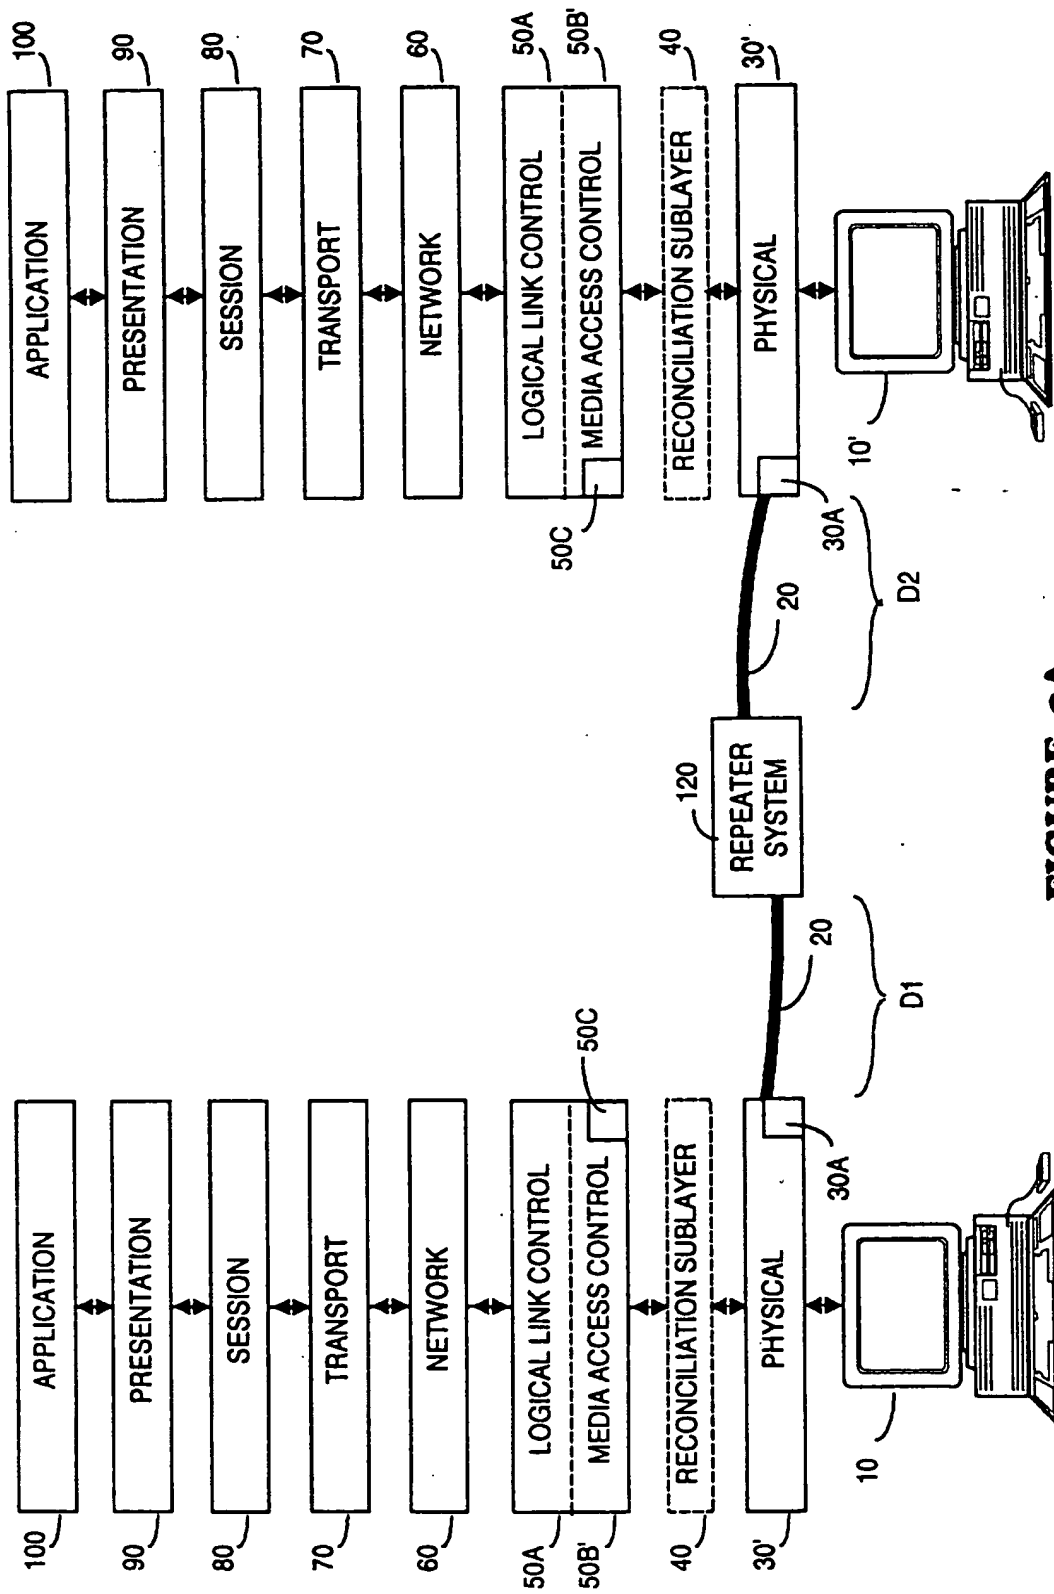 100 APPLICATION APPLICATION 100
90 PRESENTATION PRESENTATION 90
80 SESSION SESSION 80
70 TRANSPORT TRANSPORT 70
60 NETWORK NETWORK 60
50A LOGICAL LINK CONTROL LOGICAL LINK CONTROL 50A
50C 50C
50B' MEDIA ACCESS CONTROL MEDIA ACCESS CONTROL 50B'
40 RECONCILIATION SUBLAYER RECONCILIATION SUBLAYER 40
120
30' PHYSICAL REPEATER PHYSICAL 30'
SYSTEM
20 20
30A 30A
10 10'
D1 D2
FIGURE